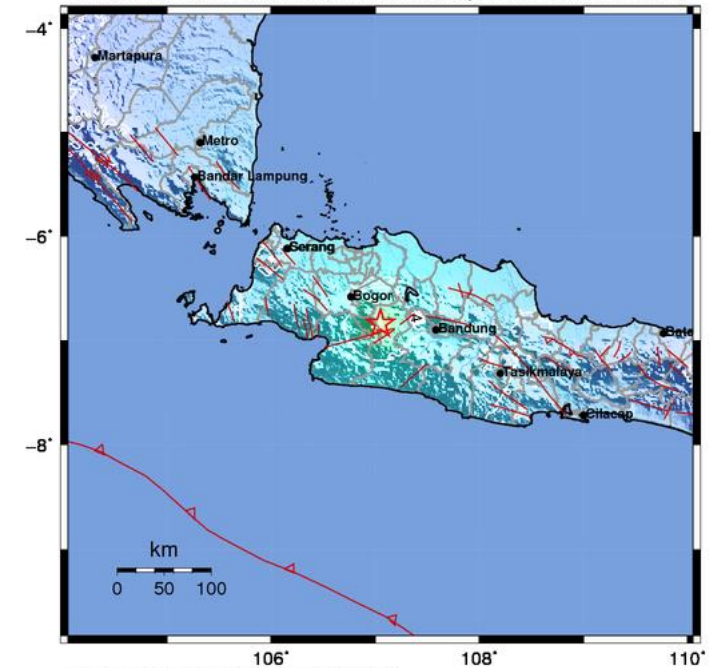 -4°
Martapura
Metro
Bandar Lampung
-6°
Serang
Bogor
4
Bandung
Tasikmalaya
Cilacap
-8°
km
0 50 100
106° 108° 110°